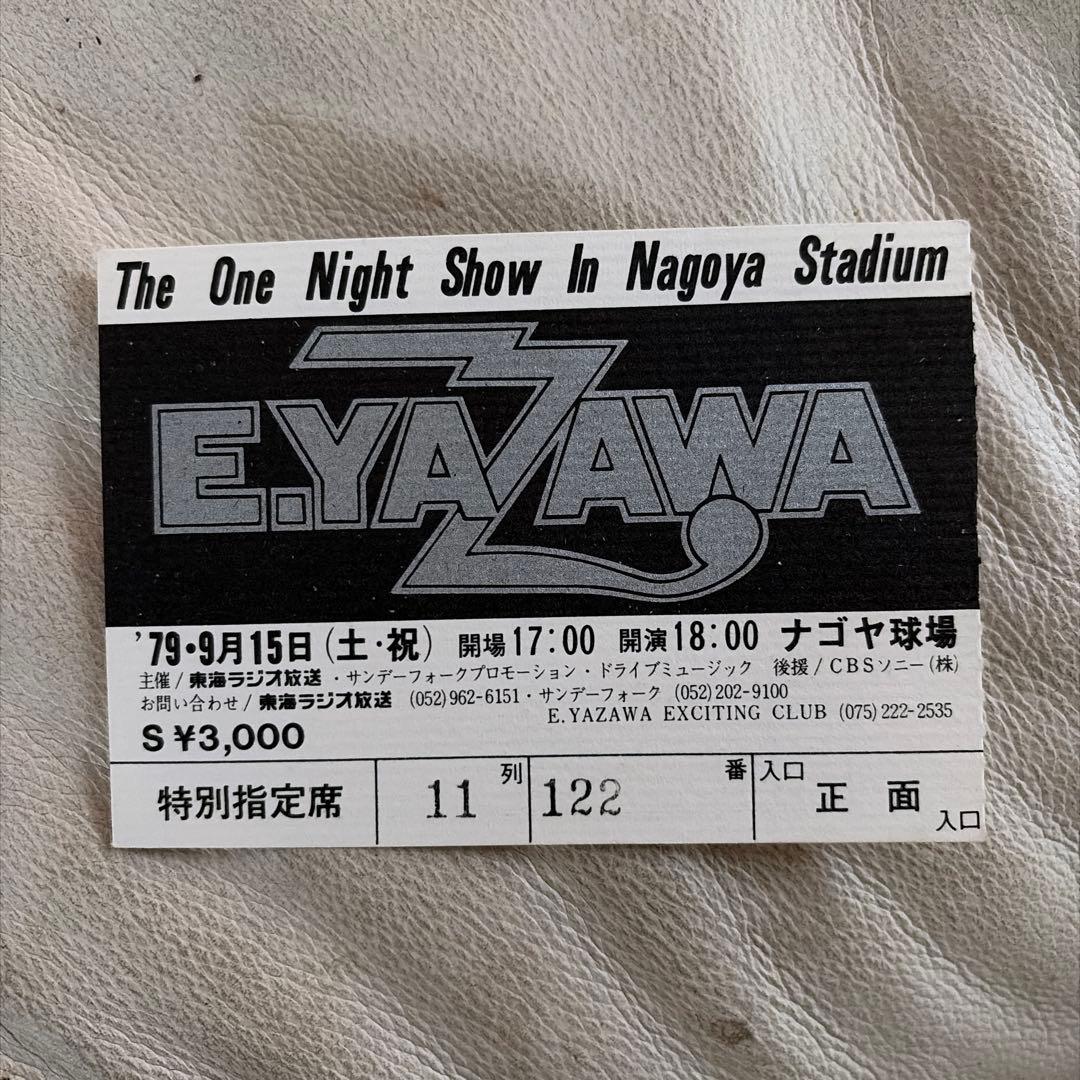 The One Night Show In Nagoya Stadium
E.YAZAWA
'79・9月15日(土・祝) 開場17:00 開演18:00 ナゴヤ球場
主催/東海ラジオ放送・サンデーフォークプロモーション・ドライブミュージック 後援/CBSソニー(株)
お問い合わせ/東海ラジオ放送 (052)962-6151・サンデーフォーク (052)202-9100
E.YAZAWA EXCITING CLUB (075)222-2535
S ¥3,000
特別指定席 11 列 122 番 入口 正面 入口